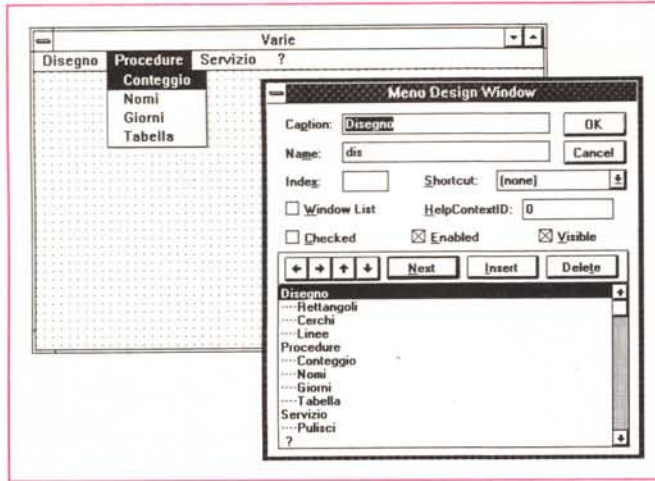 Varie
Disegno Procedure Servizio ?
Conteggio
Nomi
Giorni
Tabella
Menu Design Window
Caption: Disegno OK
Name: dis Cancel
Index: Shortcut: (none)
Window List HelpContextID: 0
Checked Enabled Visible
Next Insert Delete
Disegno
····Rettangoli
····Cerchi
····Linee
Procedure
····Conteggio
····Nomi
····Giorni
····Tabella
Servizio
····Pulisci
?